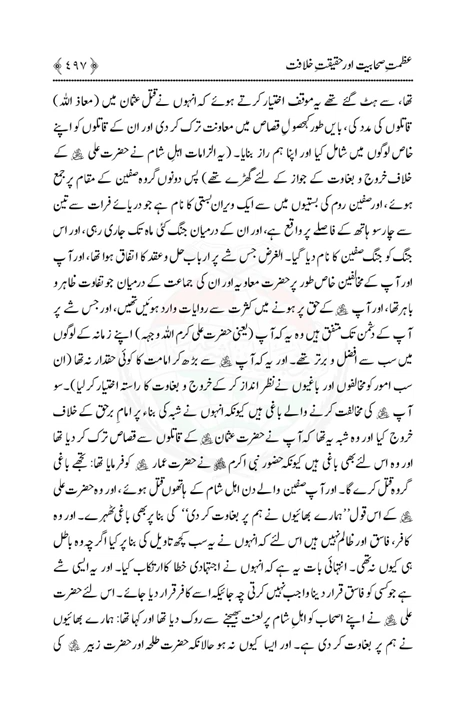 عظمتِ صحابیت اور حقیقتِ خلافت ﴿ ٤٩٧ ﴾
تھا، سے ہٹ گئے تھے یہ موقف اختیار کرتے ہوئے کہ انہوں نے قتلِ عثمان میں (معاذ اللہ)
قاتلوں کی مدد کی، بایں طور کہ حصولِ قصاص میں معاونت ترک کر دی اور ان کے قاتلوں کو اپنے
خاص لوگوں میں شامل کیا اور اپنا ہم راز بنایا۔ (یہ الزامات اہلِ شام نے حضرت علی ؓ کے
خلاف خروج و بغاوت کے جواز کے لئے گھڑے تھے) پس دونوں گروہ صفین کے مقام پر جمع
ہوئے، اور صفین روم کی بستیوں میں سے ایک ویران بستی کا نام ہے جو دریائے فرات سے تین
سے چار سو ہاتھ کے فاصلے پر واقع ہے، اور ان کے درمیان جنگ کئی ماہ تک جاری رہی، اور اس
جنگ کو جنگِ صفین کا نام دیا گیا۔ الغرض جس شے پر اربابِ حل و عقد کا اتفاق ہوا تھا، اور آپ
اور آپ کے مخالفین خاص طور پر حضرت معاویہ اور ان کی جماعت کے درمیان جو تفاوت ظاہر و
باہر تھا، اور آپ ؓ کے حق پر ہونے میں کثرت سے روایات وارد ہوئیں تھیں، اور جس شے پر
آپ کے دشمن تک متفق ہیں وہ یہ کہ آپ (یعنی حضرت علی کرم اللہ وجہہ) اپنے زمانہ کے لوگوں
میں سب سے افضل و برتر تھے۔ اور یہ کہ آپ ؓ سے بڑھ کر امامت کا کوئی حقدار نہ تھا (ان
سب امور کو مخالفوں اور باغیوں نے نظر انداز کر کے خروج و بغاوت کا راستہ اختیار کر لیا)۔ سو
آپ ؓ کی مخالفت کرنے والے باغی ہیں کیونکہ انہوں نے شبہ کی بناء پر امامِ برحق کے خلاف
خروج کیا اور وہ شبہ یہ تھا کہ آپ نے حضرت عثمان ؓ کے قاتلوں سے قصاص ترک کر دیا تھا
اور وہ اس لئے بھی باغی ہیں کیونکہ حضور نبی اکرم ﷺ نے حضرت عمار ؓ کو فرمایا تھا: تجھے باغی
گروہ قتل کرے گا۔ اور آپ صفین والے دن اہل شام کے ہاتھوں قتل ہوئے، اور وہ حضرت علی
ؓ کے اس قول ’’ہمارے بھائیوں نے ہم پر بغاوت کر دی‘‘ کی بنا پر بھی باغی ٹھہرے۔ اور وہ
کافر، فاسق اور ظالم نہیں ہیں اس لئے کہ انہوں نے یہ سب کچھ تاویل کی بنا پر کیا اگرچہ وہ باطل
ہی کیوں نہ تھی۔ انتہائی بات یہ ہے کہ انہوں نے اجتہادی خطا کا ارتکاب کیا۔ اور یہ ایسی شے
ہے جو کسی کو فاسق قرار دینا واجب نہیں کرتی چہ جائیکہ اسے کافر قرار دیا جائے۔ اس لئے حضرت
علی ؓ نے اپنے اصحاب کو اہل شام پر لعنت بھیجنے سے روک دیا تھا اور کہا تھا: ہمارے بھائیوں
نے ہم پر بغاوت کر دی ہے۔ اور ایسا کیوں نہ ہو حالانکہ حضرت طلحہ اور حضرت زبیر ؓ کی